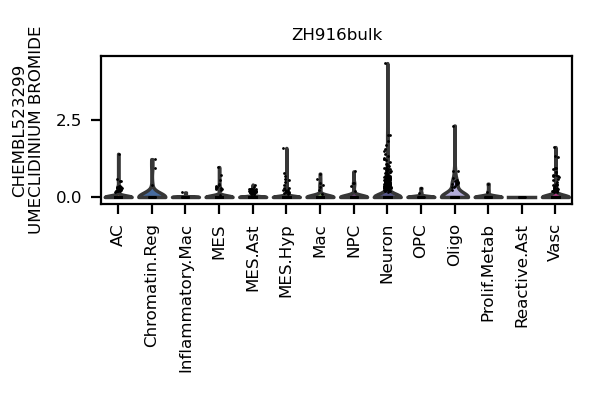 ZH916bulk
CHEMBL523299
UMECLIDINIUM BROMIDE
2.5
0.0
AC
Chromatin.Reg
Inflammatory.Mac
MES
MES.Ast
MES.Hyp
Mac
NPC
Neuron
OPC
Oligo
Prolif.Metab
Reactive.Ast
Vasc